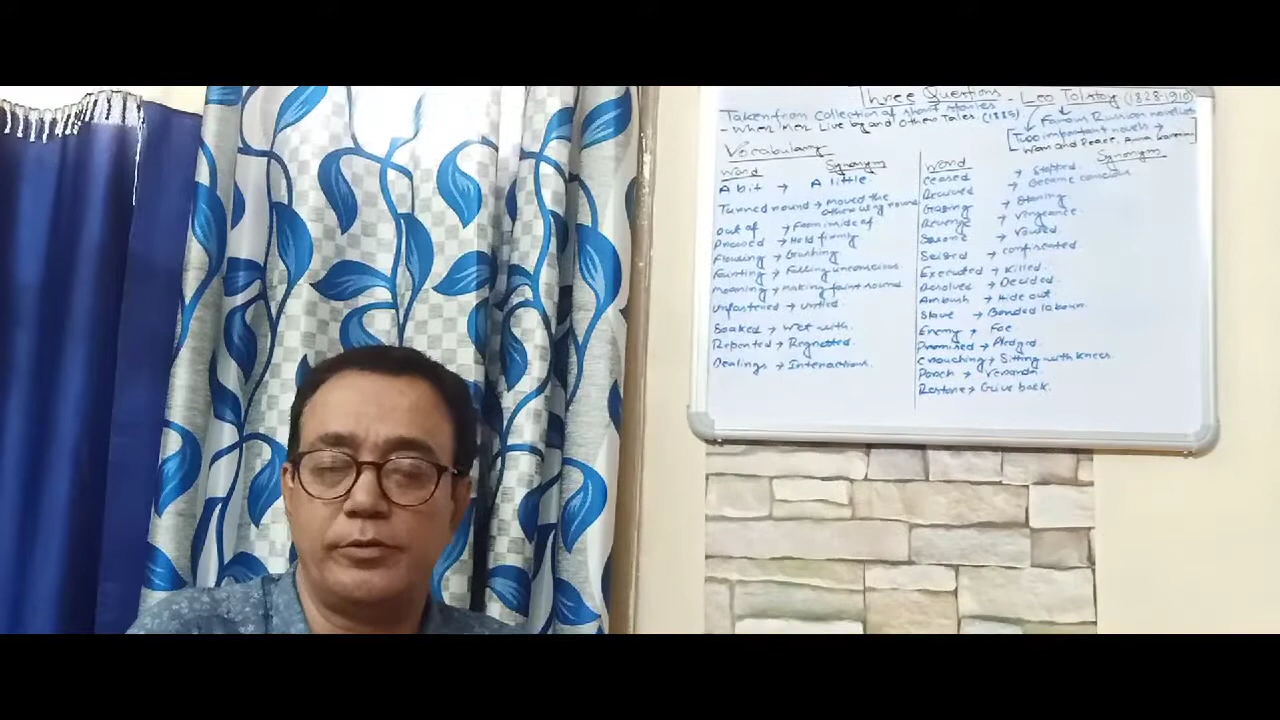 Three Questions - Leo Tolstoy (1828-1910)
Taken from Collection of short stories
- What Men Live by and Other Tales (1885)
Famous Russian novelist
[Two important novels →
War and Peace, Anna Karenina]
Vocabulary
Word Synonym
A bit → A little
Turned round → moved the other way round
Out of → From inside of
Pressed → Held firmly
Flowing → Gushing
Fainting → Falling unconscious
Moaning → making faint sound
Unfastened → untied
Soaked → Wet with
Repented → Regretted
Dealings → Interactions.
Word Synonym
Ceased → Stopped
Revived → Became conscious
Gazing → Staring
Revenge → Vengeance
Swore → Vowed
Seized → confiscated
Executed → Killed
Resolved → Decided
Ambush → Hide out
Slave → Bonded labour
Enemy → Foe
Promised → Pledged
Crouching → Sitting with knees
Porch → Veranda
Restore → Give back.